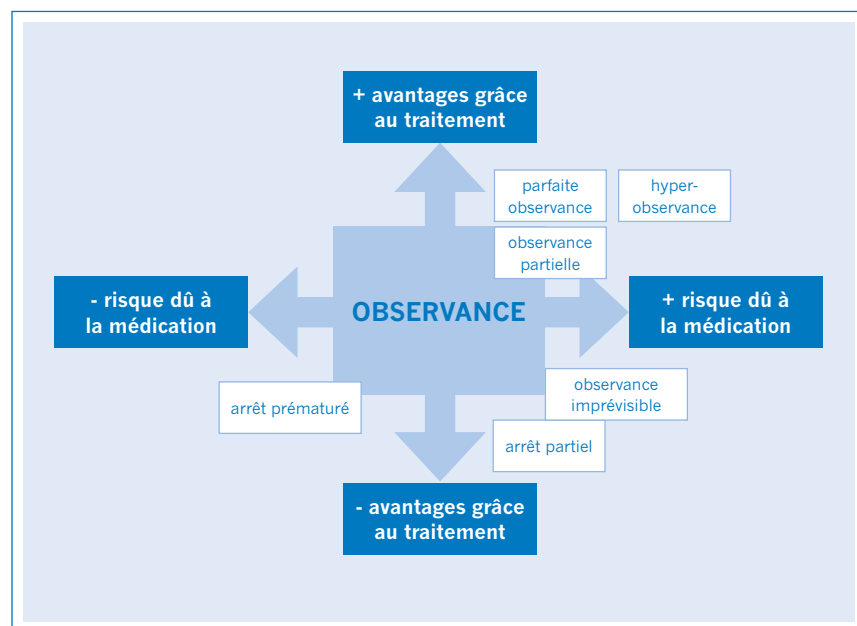 + avantages grâce
au traitement
parfaite
observance
hyper-
observance
observance
partielle
- risque dû à
la médication
OBSERVANCE
+ risque dû à
la médication
arrêt prématuré
observance
imprévisible
arrêt partiel
- avantages grâce
au traitement